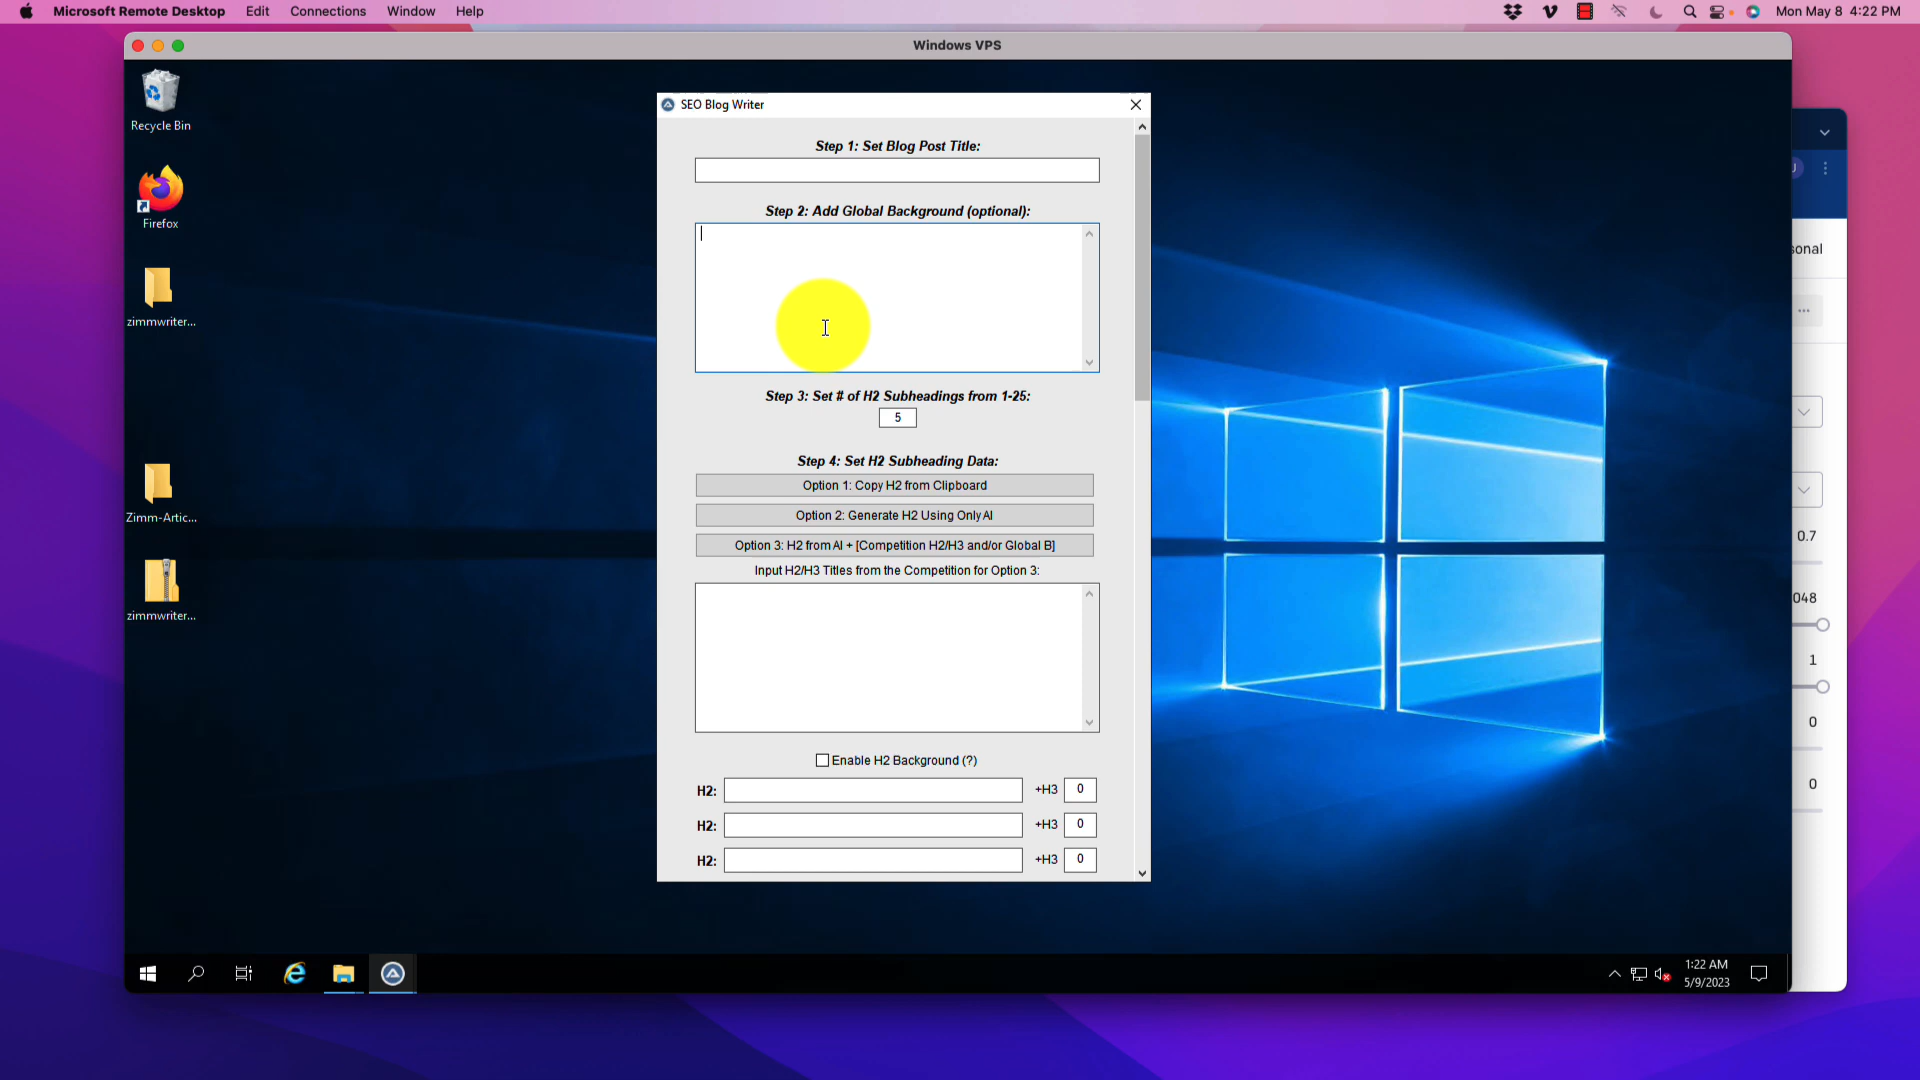 Microsoft Remote Desktop Edit Connections Window Help
Mon May 8 4:22 PM
Windows VPS
Recycle Bin
Firefox
zimmwriter...
Zimm-Artic...
zimmwriter...
SEO Blog Writer
Step 1: Set Blog Post Title:
Step 2: Add Global Background (optional):
Step 3: Set # of H2 Subheadings from 1-25:
5
Step 4: Set H2 Subheading Data:
Option 1: Copy H2 from Clipboard
Option 2: Generate H2 Using Only AI
Option 3: H2 from AI + [Competition H2/H3 and/or Global B]
Input H2/H3 Titles from the Competition for Option 3:
Enable H2 Background (?)
H2: +H3 0
H2: +H3 0
H2: +H3 0
sonal
0.7
048
1
0
0
1:22 AM
5/9/2023